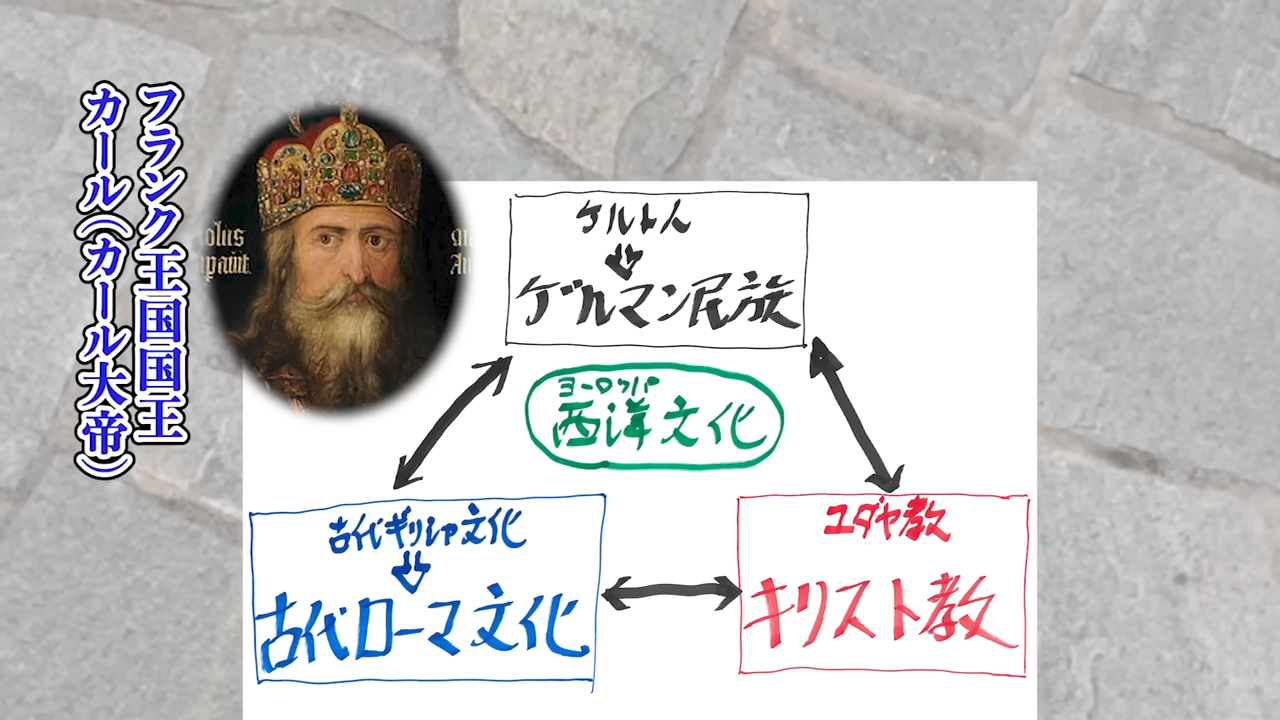 フランク王国国王
カール(カール大帝)
ケルト人
ゲルマン民族
ヨーロッパ
西洋文化
古代ギリシャ文化
古代ローマ文化
ユダヤ教
キリスト教